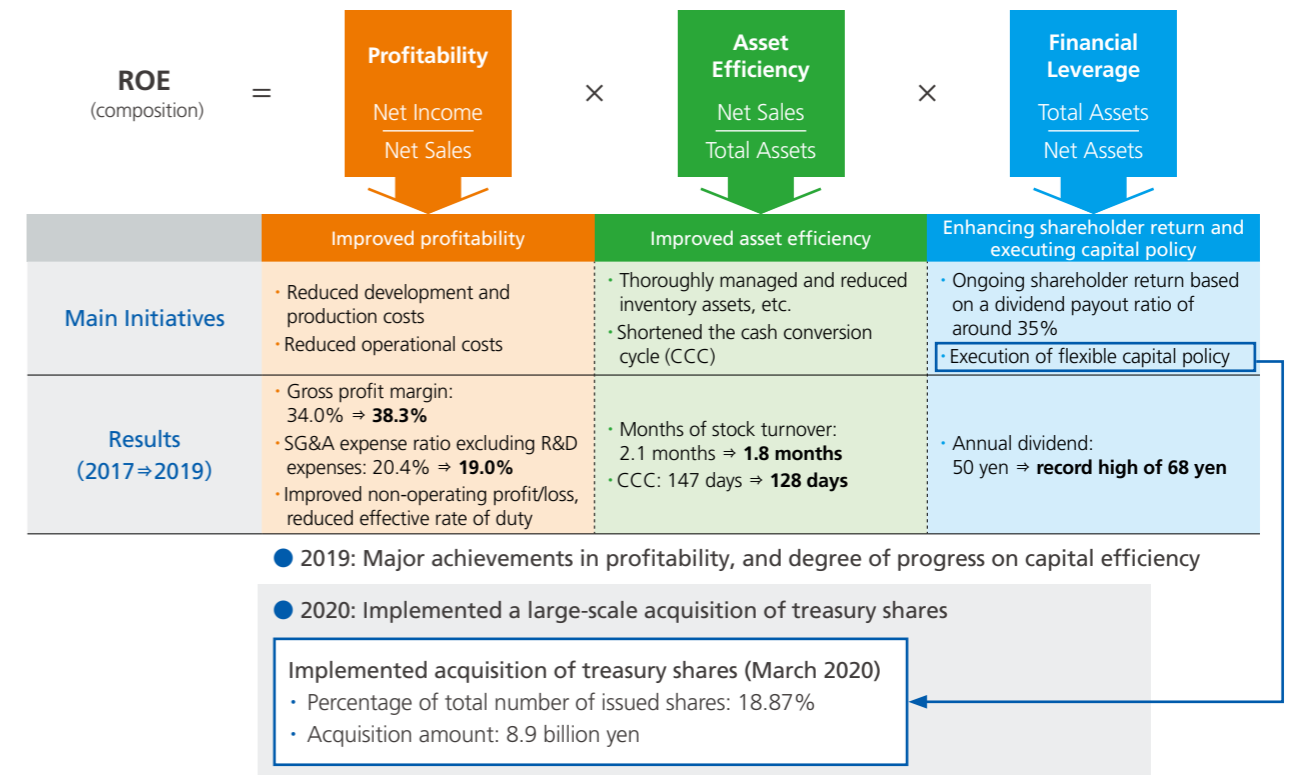 ROE
(composition)
=
Profitability
Net Income
Net Sales
×
Asset
Efficiency
Net Sales
Total Assets
×
Financial
Leverage
Total Assets
Net Assets
Improved profitability
Improved asset efficiency
Enhancing shareholder return and
executing capital policy
Main Initiatives
・Reduced development and
production costs
・Reduced operational costs
・Thoroughly managed and reduced
inventory assets, etc.
・Shortened the cash conversion
cycle (CCC)
・Ongoing shareholder return based
on a dividend payout ratio of
around 35%
・Execution of flexible capital policy
Results
(2017⇒2019)
・Gross profit margin:
34.0% ⇒ 38.3%
・SG&A expense ratio excluding R&D
expenses: 20.4% ⇒ 19.0%
・Improved non-operating profit/loss,
reduced effective rate of duty
・Months of stock turnover:
2.1 months ⇒ 1.8 months
・CCC: 147 days ⇒ 128 days
・Annual dividend:
50 yen ⇒ record high of 68 yen
● 2019: Major achievements in profitability, and degree of progress on capital efficiency
● 2020: Implemented a large-scale acquisition of treasury shares
Implemented acquisition of treasury shares (March 2020)
・ Percentage of total number of issued shares: 18.87%
・ Acquisition amount: 8.9 billion yen